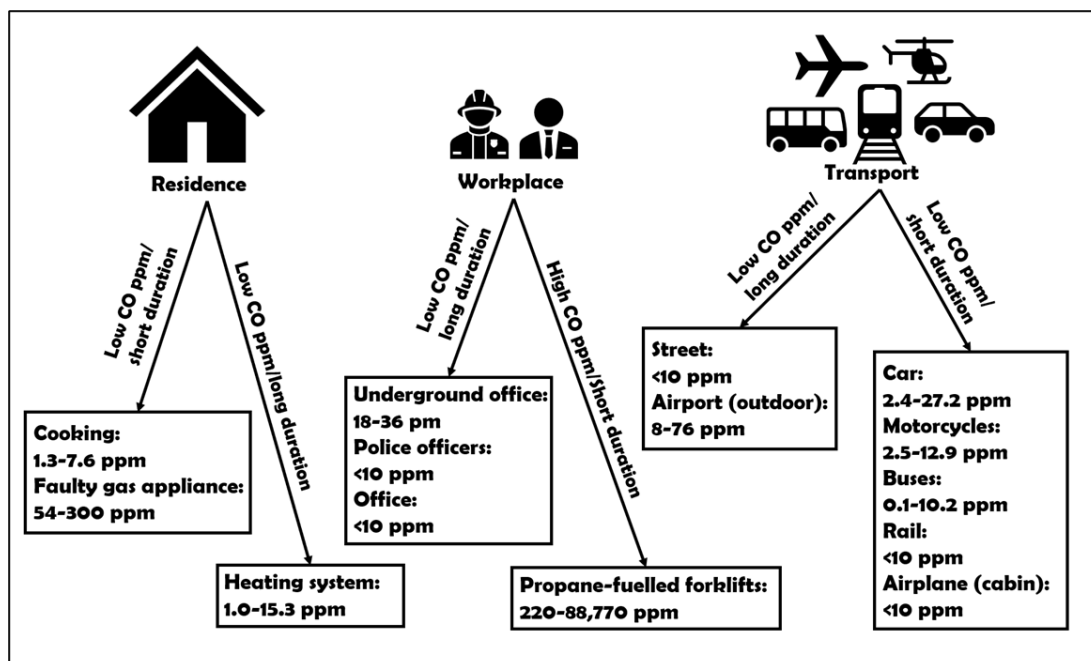 Residence
Low CO ppm/
short duration
Low CO ppm/long duration
Cooking:
1.3-7.6 ppm
Faulty gas appliance:
54-300 ppm
Heating system:
1.0-15.3 ppm
Workplace
Low CO ppm/
long duration
High CO ppm/Short duration
Underground office:
18-36 pm
Police officers:
<10 ppm
Office:
<10 ppm
Propane-fuelled forklifts:
220-88,770 ppm
Transport
Low CO ppm/
long duration
Low CO ppm/
short duration
Street:
<10 ppm
Airport (outdoor):
8-76 ppm
Car:
2.4-27.2 ppm
Motorcycles:
2.5-12.9 ppm
Buses:
0.1-10.2 ppm
Rail:
<10 ppm
Airplane (cabin):
<10 ppm